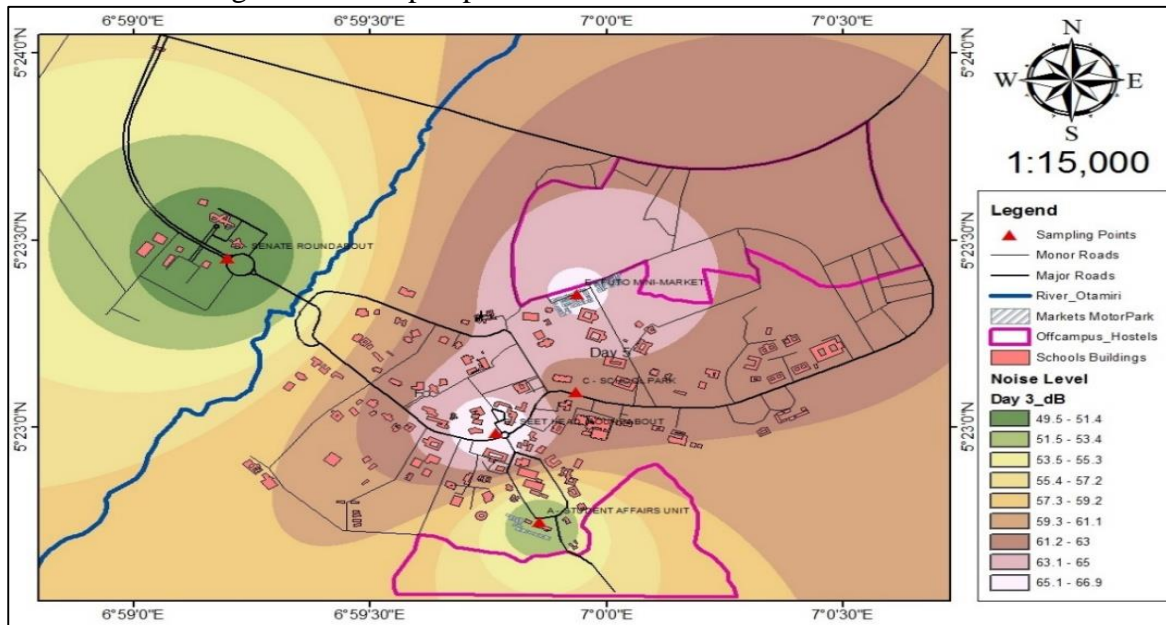 6°59'0"E 6°59'30"E 7°0'0"E 7°0'30"E
5°24'0"N
5°23'30"N
5°23'0"N
5°24'0"N
5°23'30"N
5°23'0"N
SENATE ROUNDABOUT
FUTO MINI-MARKET
Day 5
C - SCHOOL PARK
SEET HEAD ROUNDABOUT
A - STUDENT AFFAIRS UNIT
6°59'0"E 6°59'30"E 7°0'0"E 7°0'30"E
N
W E
S
1:15,000
Legend
Sampling Points
Monor Roads
Major Roads
River_Otamiri
Markets MotorPark
Offcampus_Hostels
Schools Buildings
Noise Level
Day 3_dB
49.5 - 51.4
51.5 - 53.4
53.5 - 55.3
55.4 - 57.2
57.3 - 59.2
59.3 - 61.1
61.2 - 63
63.1 - 65
65.1 - 66.9